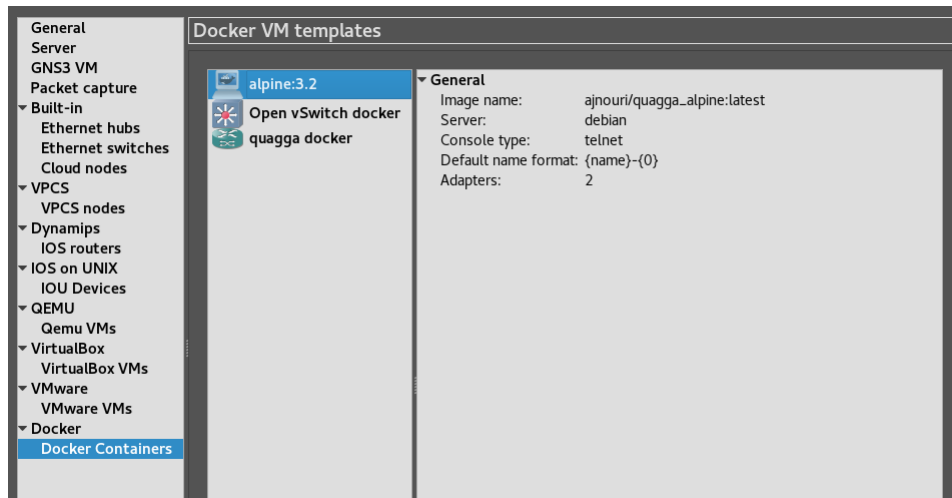 General
Server
GNS3 VM
Packet capture
Built-in
Ethernet hubs
Ethernet switches
Cloud nodes
VPCS
VPCS nodes
Dynamips
IOS routers
IOS on UNIX
IOU Devices
QEMU
Qemu VMs
VirtualBox
VirtualBox VMs
VMware
VMware VMs
Docker
Docker Containers
Docker VM templates
alpine:3.2
Open vSwitch docker
quagga docker
General
Image name: ajnouri/quagga_alpine:latest
Server: debian
Console type: telnet
Default name format: {name}-{0}
Adapters: 2